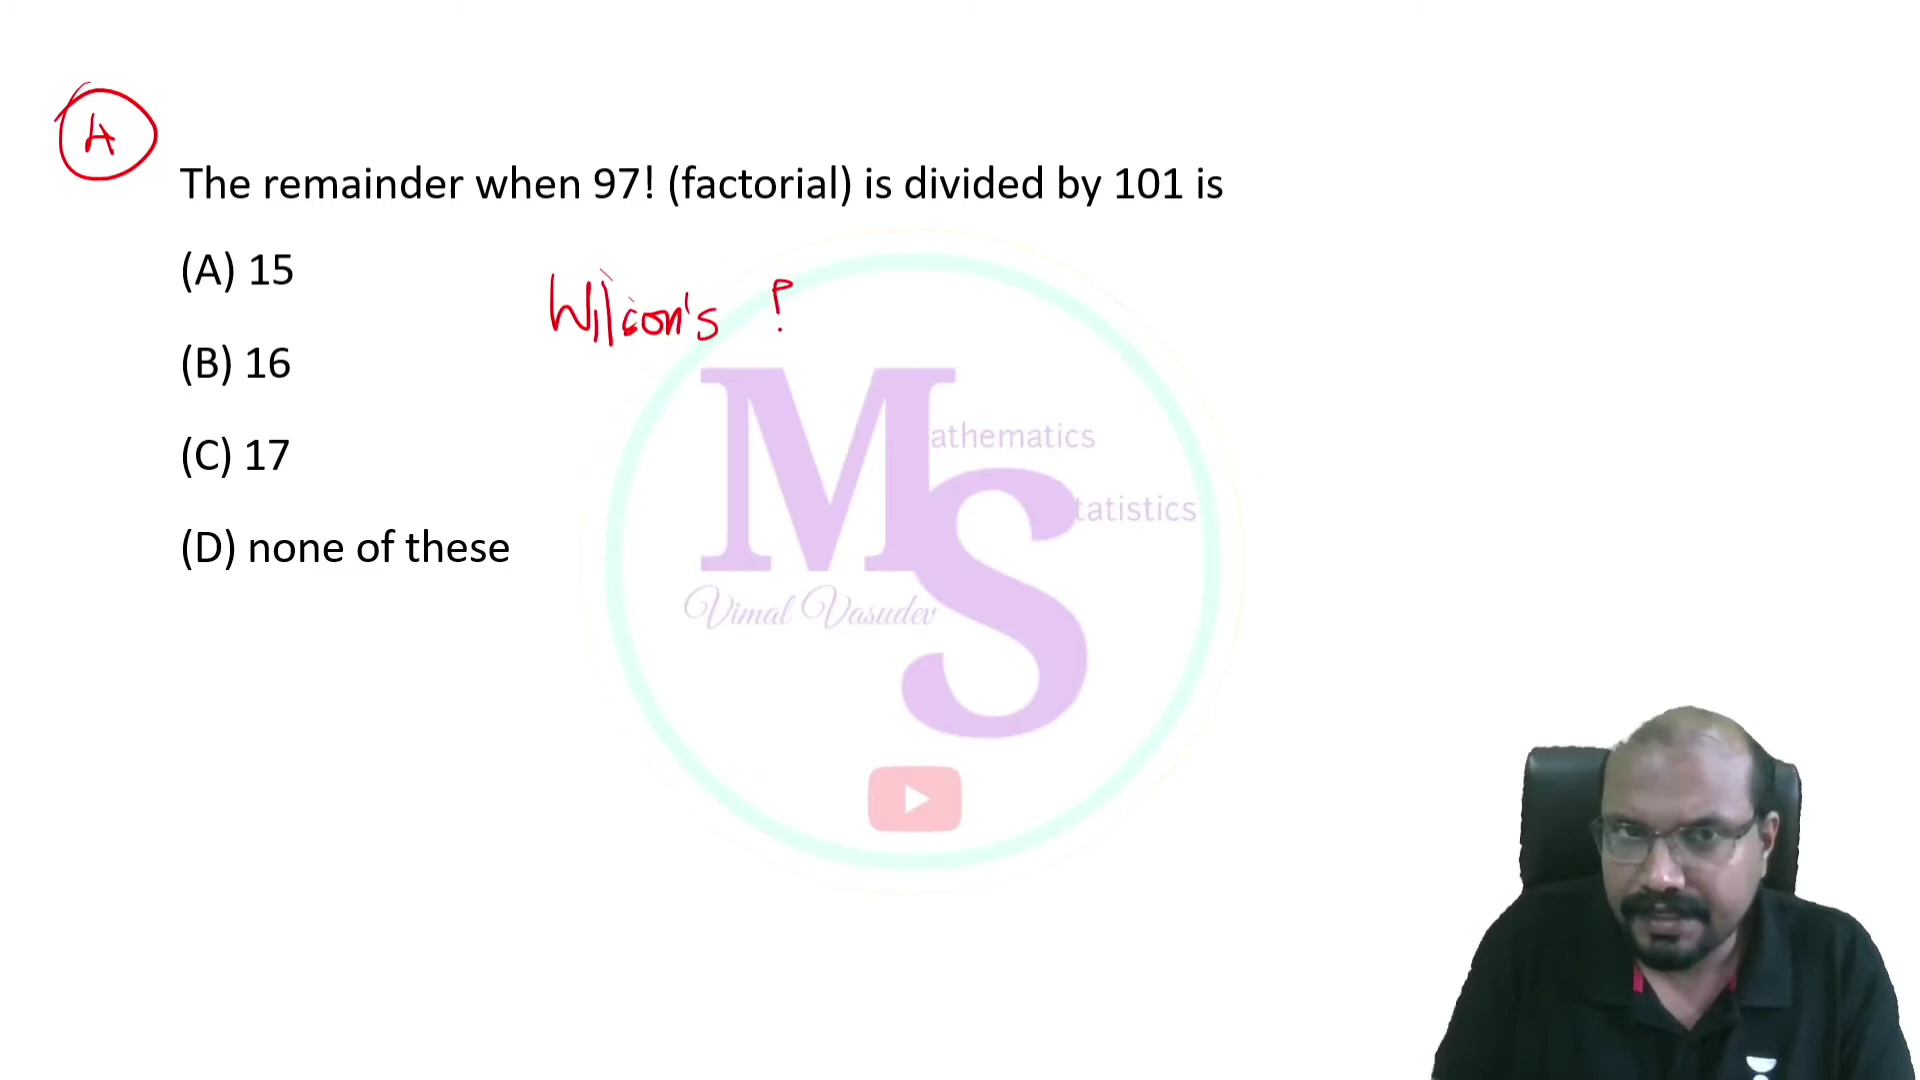 A
The remainder when 97! (factorial) is divided by 101 is
(A) 15
Wilson's ?
(B) 16
M
athematics
(C) 17
S
tatistics
(D) none of these
Vimal Vasudev